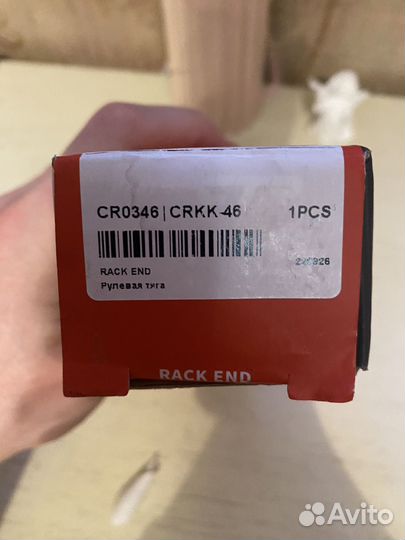 CR0346 | CRKK-46 1PCS
RACK END
Рулевая тяга
RACK END
Avito